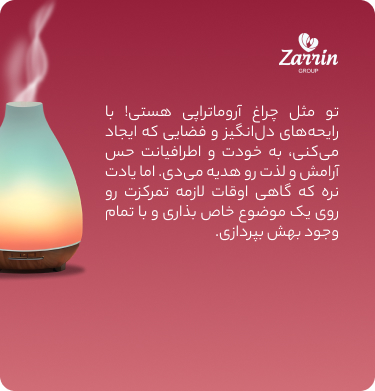 Zarrin
GROUP
تو مثل چراغ آروماتراپی هستی! با
رایحه‌های دل‌انگیز و فضایی که ایجاد
می‌کنی، به خودت و اطرافیانت حس
آرامش و لذت رو هدیه می‌دی. اما یادت
نره که گاهی اوقات لازمه تمرکزت رو
روی یک موضوع خاص بذاری و با تمام
وجود بهش بپردازی.